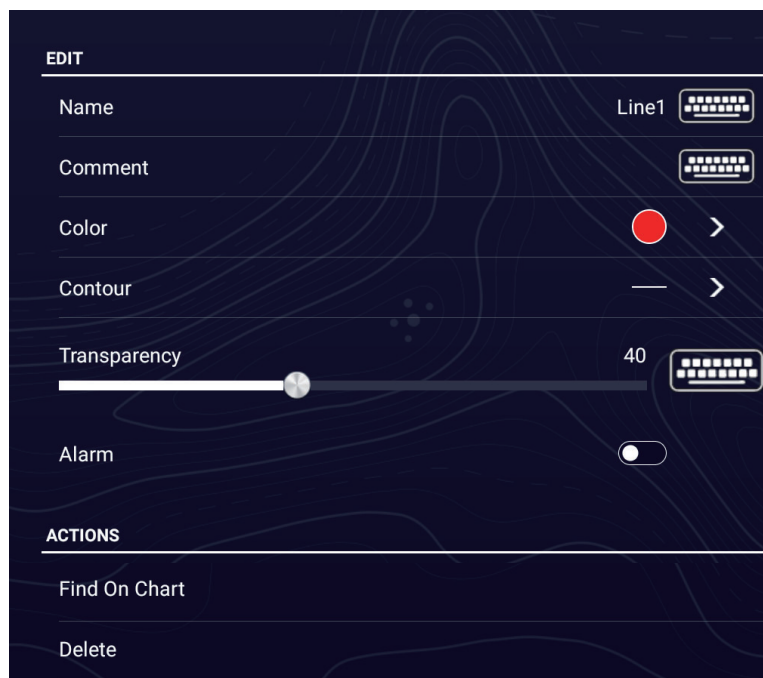 EDIT
Name Line1
Comment
Color
Contour
Transparency 40
Alarm
ACTIONS
Find On Chart
Delete